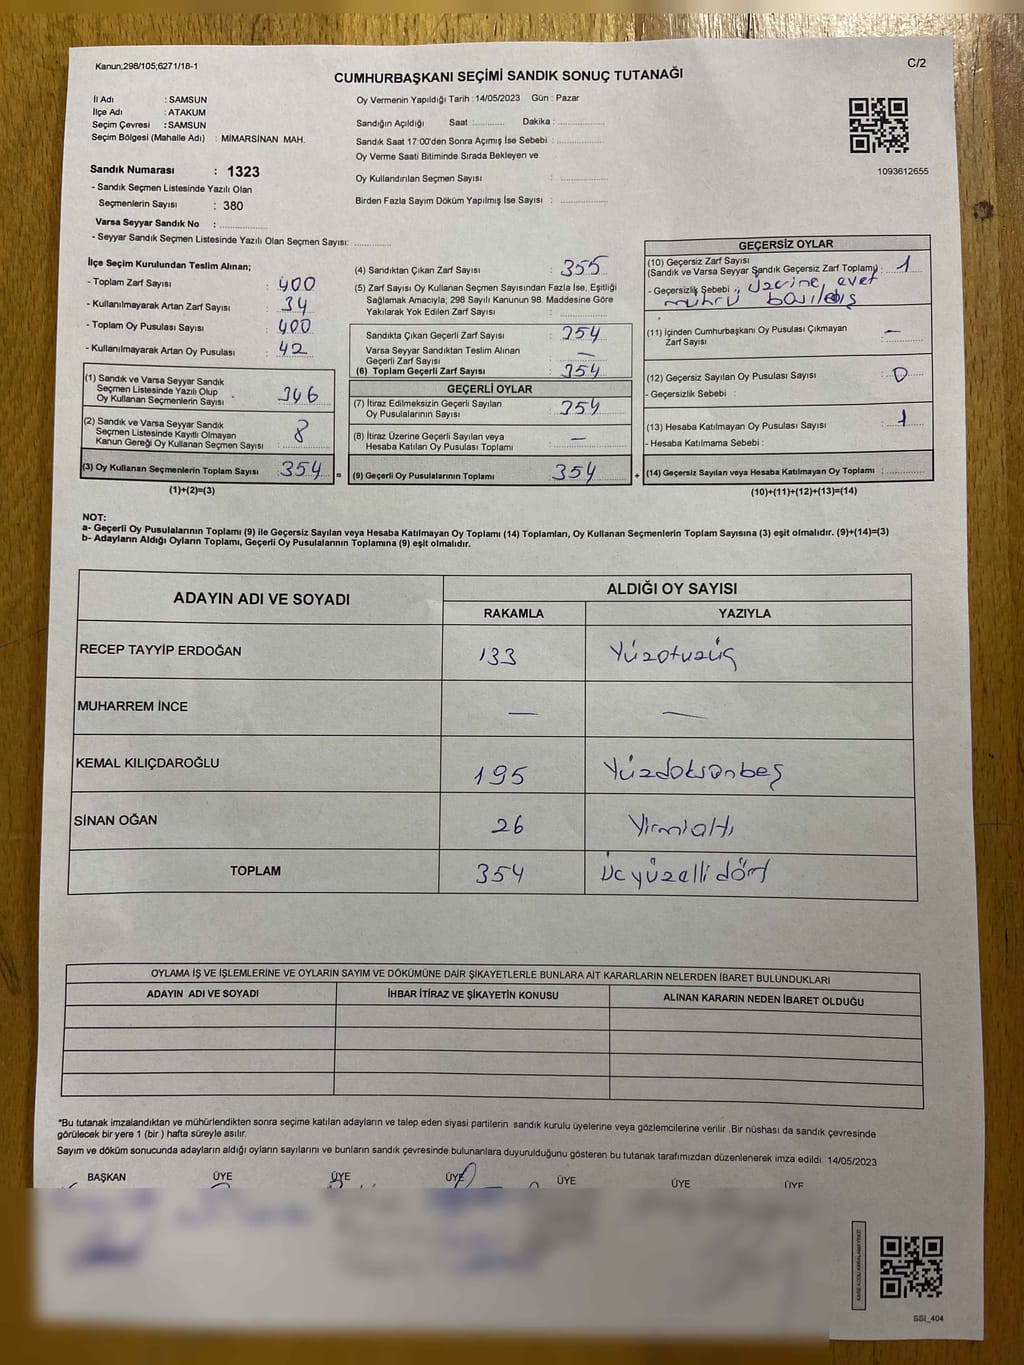 Kanun;298/105;6271/18-1
C/2
CUMHURBAŞKANI SEÇİMİ SANDIK SONUÇ TUTANAĞI
İl Adı : SAMSUN
İlçe Adı : ATAKUM
Seçim Çevresi : SAMSUN
Seçim Bölgesi (Mahalle Adı) : MİMARSİNAN MAH.
Sandık Numarası : 1323
- Sandık Seçmen Listesinde Yazılı Olan
Seçmenlerin Sayısı : 380
Varsa Seyyar Sandık No :
- Seyyar Sandık Seçmen Listesinde Yazılı Olan Seçmen Sayısı:
Oy Vermenin Yapıldığı Tarih : 14/05/2023 Gün : Pazar
Sandığın Açıldığı Saat : Dakika :
Sandık Saat 17:00'den Sonra Açımış İse Sebebi :
Oy Verme Saati Bitiminde Sırada Bekleyen ve
Oy Kullandırılan Seçmen Sayısı :
Birden Fazla Sayım Döküm Yapılmış İse Sayısı :
1093612655
İlçe Seçim Kurulundan Teslim Alınan;
- Toplam Zarf Sayısı : 400
- Kullanılmayarak Artan Zarf Sayısı : 34
- Toplam Oy Pusulası Sayısı : 400
- Kullanılmayarak Artan Oy Pusulası : 42
(1) Sandık ve Varsa Seyyar Sandık
Seçmen Listesinde Yazılı Olup
Oy Kullanan Seçmenlerin Sayısı : 346
(2) Sandık ve Varsa Seyyar Sandık
Seçmen Listesinde Kayıtlı Olmayan
Kanun Gereği Oy Kullanan Seçmen Sayısı : 8
(3) Oy Kullanan Seçmenlerin Toplam Sayısı : 354 =
(1)+(2)=(3)
(4) Sandıktan Çıkan Zarf Sayısı : 355
(5) Zarf Sayısı Oy Kullanan Seçmen Sayısından Fazla İse, Eşitliği
Sağlamak Amacıyla; 298 Sayılı Kanunun 98. Maddesine Göre
Yakılarak Yok Edilen Zarf Sayısı :
Sandıkta Çıkan Geçerli Zarf Sayısı : 354
Varsa Seyyar Sandıktan Teslim Alınan
Geçerli Zarf Sayısı : —
(6) Toplam Geçerli Zarf Sayısı : 354
GEÇERLİ OYLAR
(7) İtiraz Edilmeksizin Geçerli Sayılan
Oy Pusulalarının Sayısı : 354
(8) İtiraz Üzerine Geçerli Sayılan veya
Hesaba Katılan Oy Pusulası Toplamı : —
(9) Geçerli Oy Pusulalarının Toplamı : 354 +
GEÇERSİZ OYLAR
(10) Geçersiz Zarf Sayısı
(Sandık ve Varsa Seyyar Sandık Geçersiz Zarf Toplamı) : 1
- Geçersizlik Sebebi : üzerine evet
mührü basılmış
(11) İçinden Cumhurbaşkanı Oy Pusulası Çıkmayan
Zarf Sayısı : —
(12) Geçersiz Sayılan Oy Pusulası Sayısı : 0
- Geçersizlik Sebebi :
(13) Hesaba Katılmayan Oy Pusulası Sayısı : 1
- Hesaba Katılmama Sebebi :
(14) Geçersiz Sayılan veya Hesaba Katılmayan Oy Toplamı :
(10)+(11)+(12)+(13)=(14)
NOT:
a- Geçerli Oy Pusulalarının Toplamı (9) ile Geçersiz Sayılan veya Hesaba Katılmayan Oy Toplamı (14) Toplamları, Oy Kullanan Seçmenlerin Toplam Sayısına (3) eşit olmalıdır. (9)+(14)=(3)
b- Adayların Aldığı Oyların Toplamı, Geçerli Oy Pusulalarının Toplamına (9) eşit olmalıdır.
ADAYIN ADI VE SOYADI
ALDIĞI OY SAYISI
RAKAMLA YAZIYLA
RECEP TAYYİP ERDOĞAN 133 Yüzotuzüç
MUHARREM İNCE — —
KEMAL KILIÇDAROĞLU 195 Yüzdoksanbeş
SİNAN OĞAN 26 Yirmialtı
TOPLAM 354 Üçyüzelli dört
OYLAMA İŞ VE İŞLEMLERİNE VE OYLARIN SAYIM VE DÖKÜMÜNE DAİR ŞİKAYETLERLE BUNLARA AİT KARARLARIN NELERDEN İBARET BULUNDUKLARI
ADAYIN ADI VE SOYADI İHBAR İTİRAZ VE ŞİKAYETİN KONUSU ALINAN KARARIN NEDEN İBARET OLDUĞU
*Bu tutanak imzalandıktan ve mühürlendikten sonra seçime katılan adayların ve talep eden siyasi partilerin sandık kurulu üyelerine veya gözlemcilerine verilir. Bir nüshası da sandık çevresinde
görülecek bir yere 1 (bir ) hafta süreyle asılır.
Sayım ve döküm sonucunda adayların aldığı oyların sayılarını ve bunların sandık çevresinde bulunanlara duyurulduğunu gösteren bu tutanak tarafımızdan düzenlenerek imza edildi. 14/05/2023
BAŞKAN ÜYE ÜYE ÜYE ÜYE ÜYE ÜYE
SSI_404